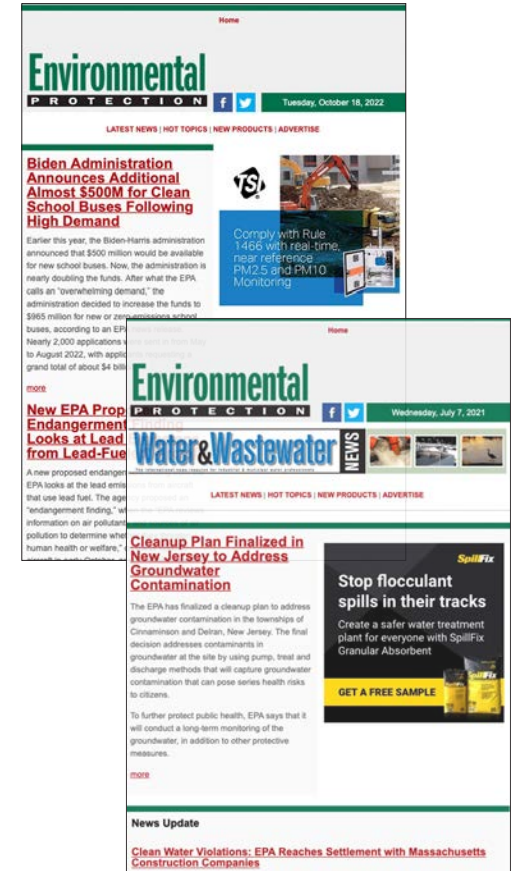 Home
Environmental
PROTECTION
Tuesday, October 18, 2022
LATEST NEWS | HOT TOPICS | NEW PRODUCTS | ADVERTISE
Biden Administration
Announces Additional
Almost $500M for Clean
School Buses Following
High Demand
Earlier this year, the Biden-Harris administration
announced that $500 million would be available
for new school buses. Now, the administration is
nearly doubling the funds. After what the EPA
calls an "overwhelming demand," the
administration decided to increase the funds to
$965 million for new or zero-emissions school
buses, according to an EPA
Nearly 2,000 applications
to August 2022, with
grand total of about $4
more
New EPA
Endangerment Finding
Looks at Lead
from
A new proposed
EPA looks at the lead
that use lead fuel. The
"endangerment finding,"
information on air
pollution to determine
human health or welfare,"
TSI
Comply with Rule
1466 with real-time,
near reference
PM2.5 and PM10
Monitoring
Home
Environmental
PROTECTION
Wednesday, July 7, 2021
Water&Wastewater NEWS
LATEST NEWS | HOT TOPICS | NEW PRODUCTS | ADVERTISE
Cleanup Plan Finalized in
New Jersey to Address
Groundwater
Contamination
The EPA has finalized a cleanup plan to address
groundwater contamination in the townships of
Cinnaminson and Delran, New Jersey. The final
decision addresses contaminants in
groundwater at the site by using pump, treat and
discharge methods that will capture groundwater
contamination that can pose series health risks
to citizens.
To further protect public health, EPA says that it
will conduct a long-term monitoring of the
groundwater, in addition to other protective
measures.
more
SpillFix
Stop flocculant
spills in their tracks
Create a safer water treatment
plant for everyone with SpillFix
Granular Absorbent
GET A FREE SAMPLE
News Update
Clean Water Violations: EPA Reaches Settlement with Massachusetts
Construction Companies